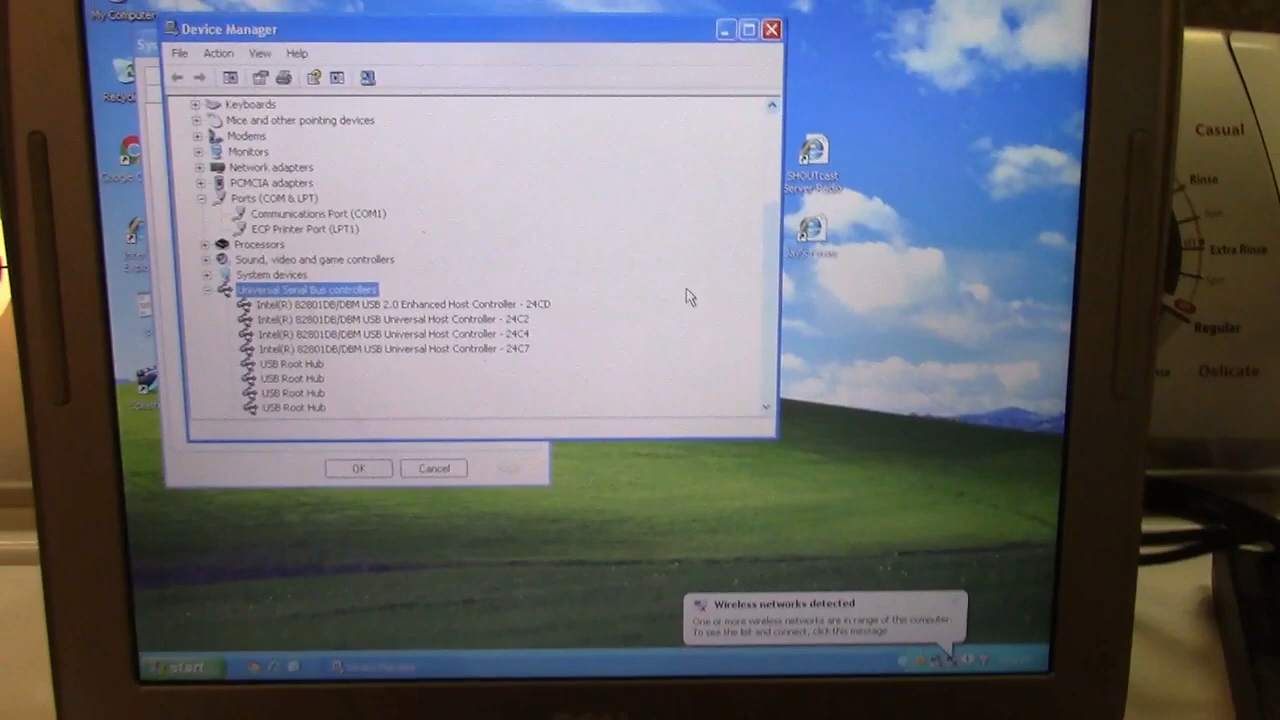 My Computer
Device Manager
File Action View Help
Keyboards
Mice and other pointing devices
Modems
Monitors
Network adapters
PCMCIA adapters
Ports (COM & LPT)
Communications Port (COM1)
ECP Printer Port (LPT1)
Processors
Sound, video and game controllers
System devices
Universal Serial Bus controllers
Intel(R) 82801DB/DBM USB 2.0 Enhanced Host Controller - 24CD
Intel(R) 82801DB/DBM USB Universal Host Controller - 24C2
Intel(R) 82801DB/DBM USB Universal Host Controller - 24C4
Intel(R) 82801DB/DBM USB Universal Host Controller - 24C7
USB Root Hub
USB Root Hub
USB Root Hub
USB Root Hub
OK Cancel
SHOUTcast
Server Radio
Wireless networks detected
One or more wireless networks are in range of this computer.
To see the list and connect, click this message
start
Device Manager
Casual
Rinse
Spin
Extra Rinse
Spin
Regular
Delicate